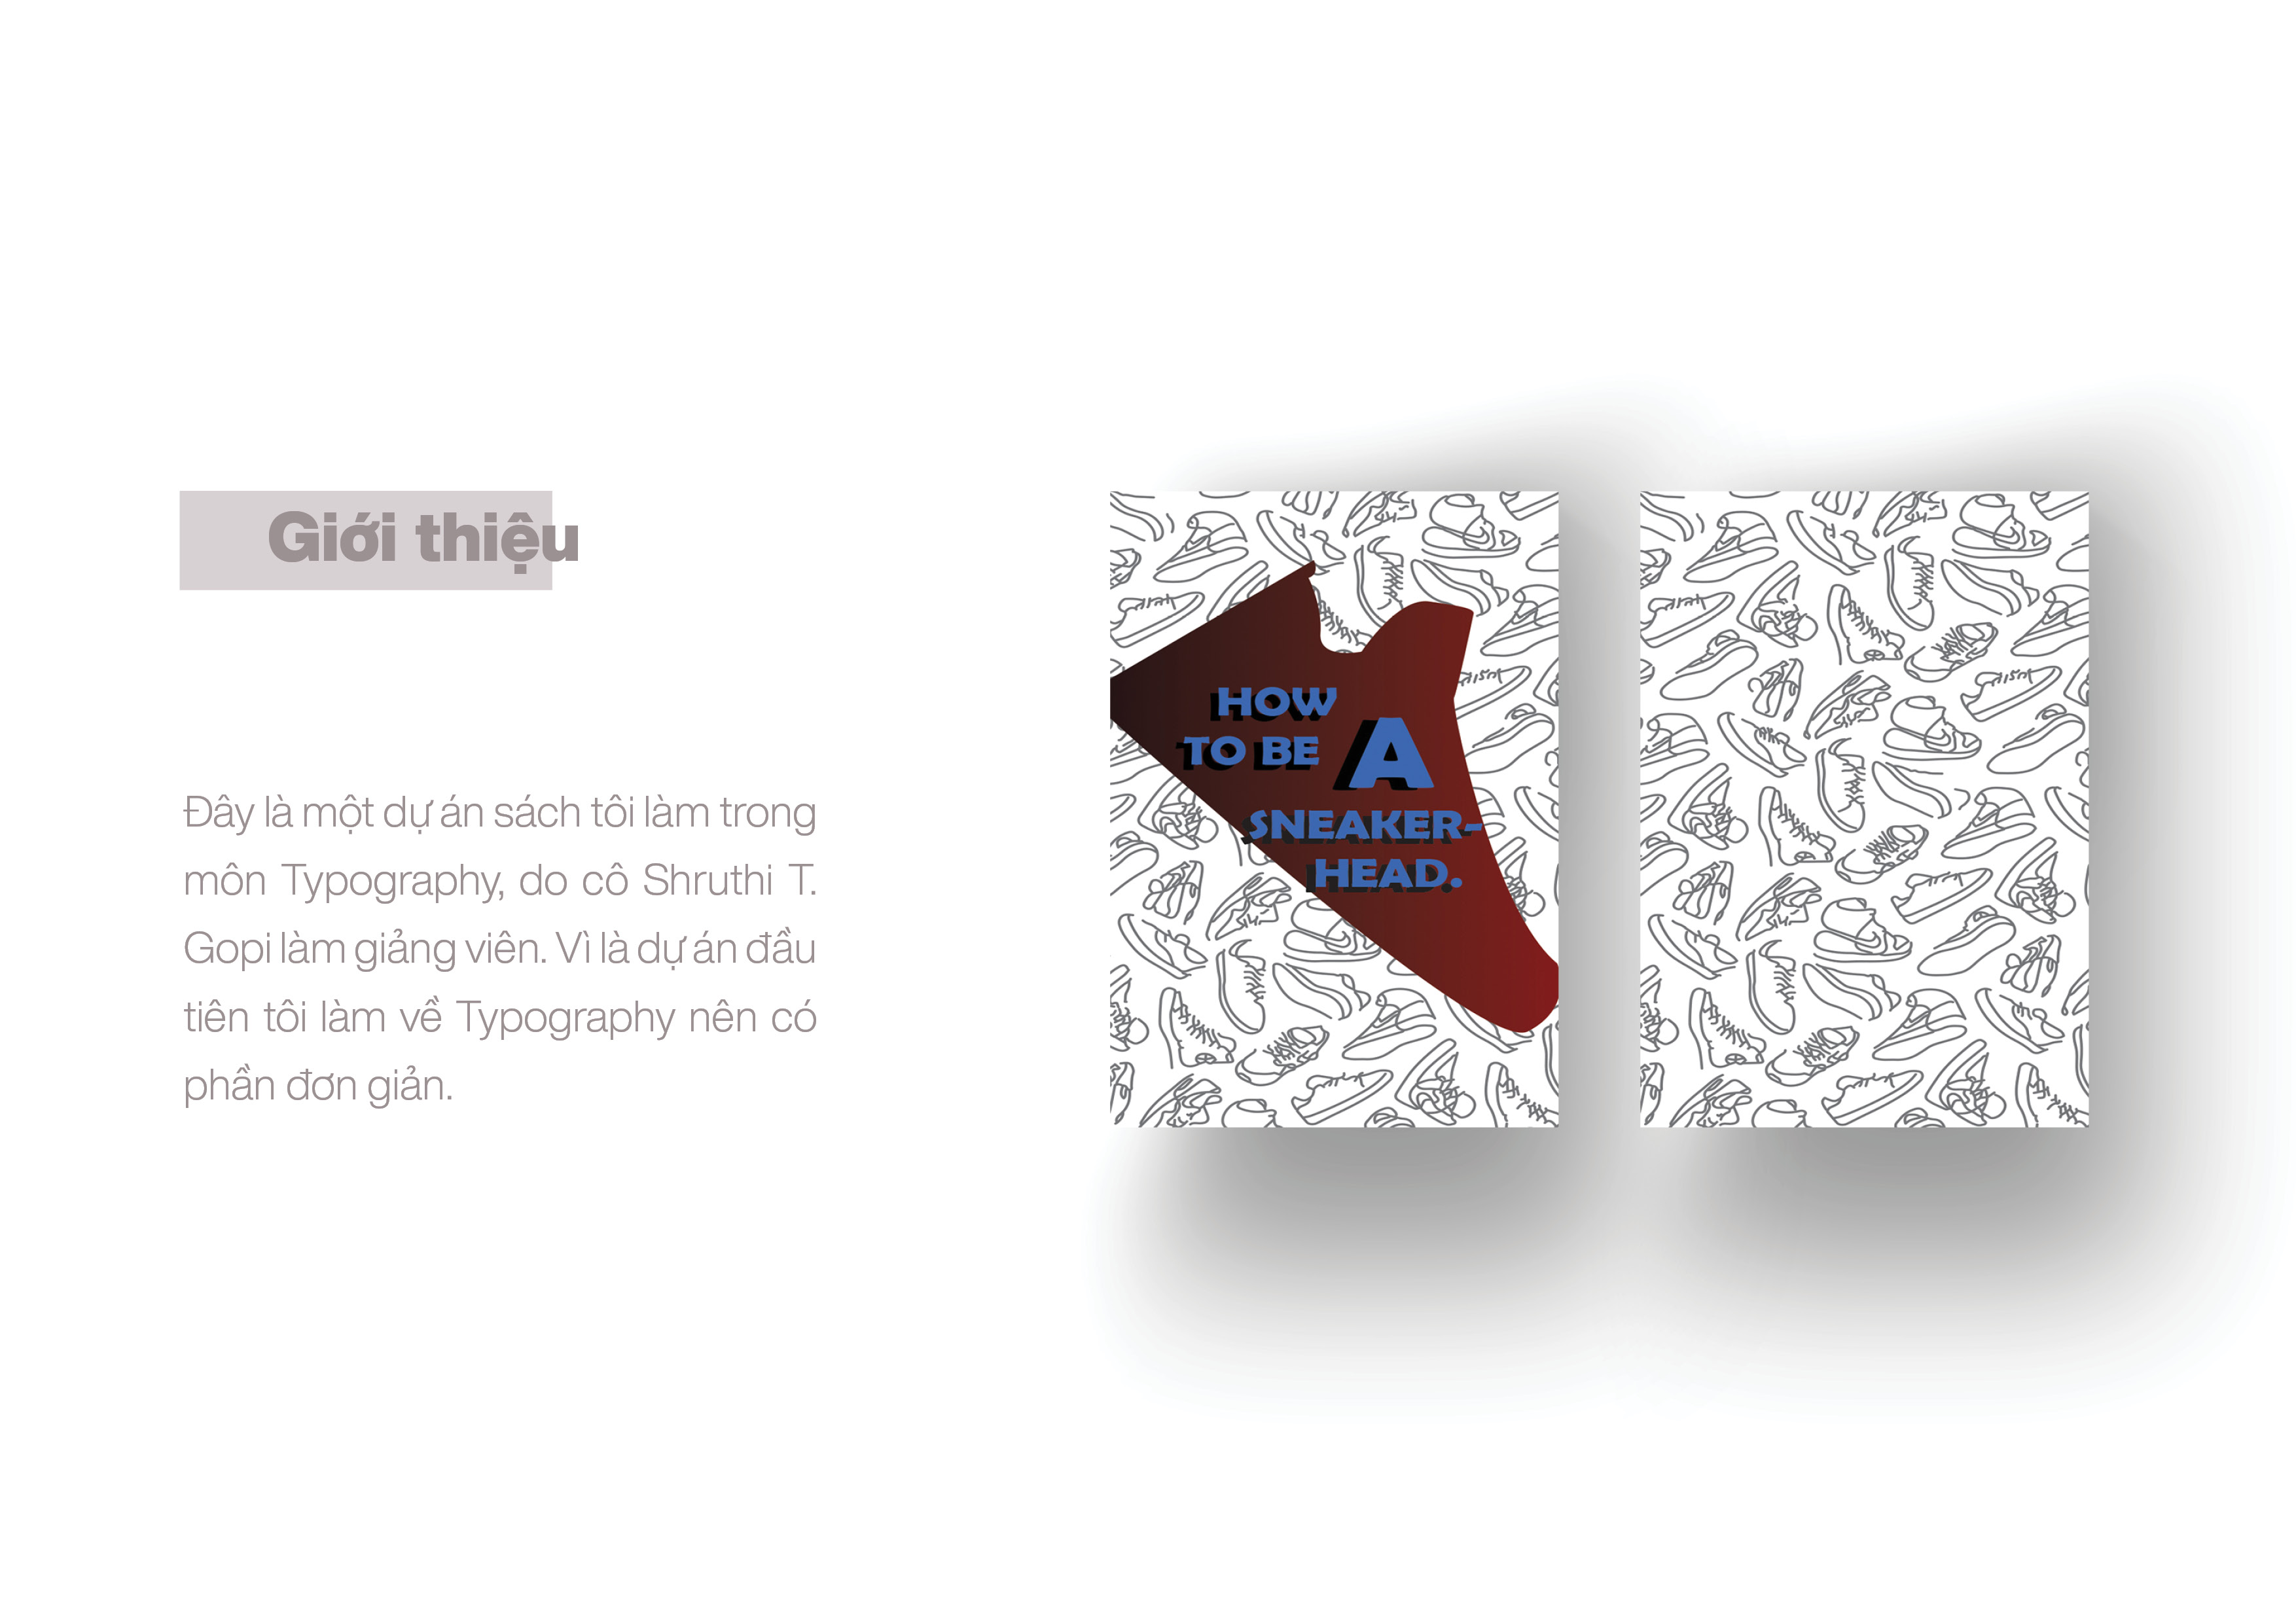 Giới thiệu
Đây là một dự án sách tôi làm trong
môn Typography, do cô Shruthi T.
Gopi làm giảng viên. Vì là dự án đầu
tiên tôi làm về Typography nên có
phần đơn giản.
HOW
TO BE A
SNEAKER-
HEAD.